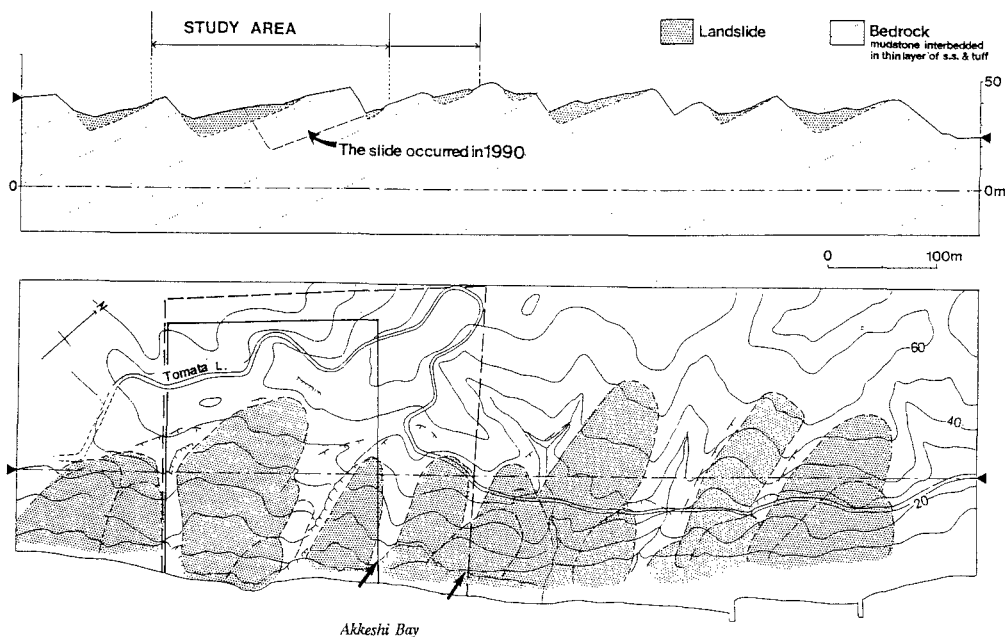 STUDY AREA
Landslide
Bedrock
mudstone interbedded
in thin layer of s.s. & tuff
50
The slide occurred in 1990
0
0m
0 100m
N
Tomata L.
60
40
20
Akkeshi Bay